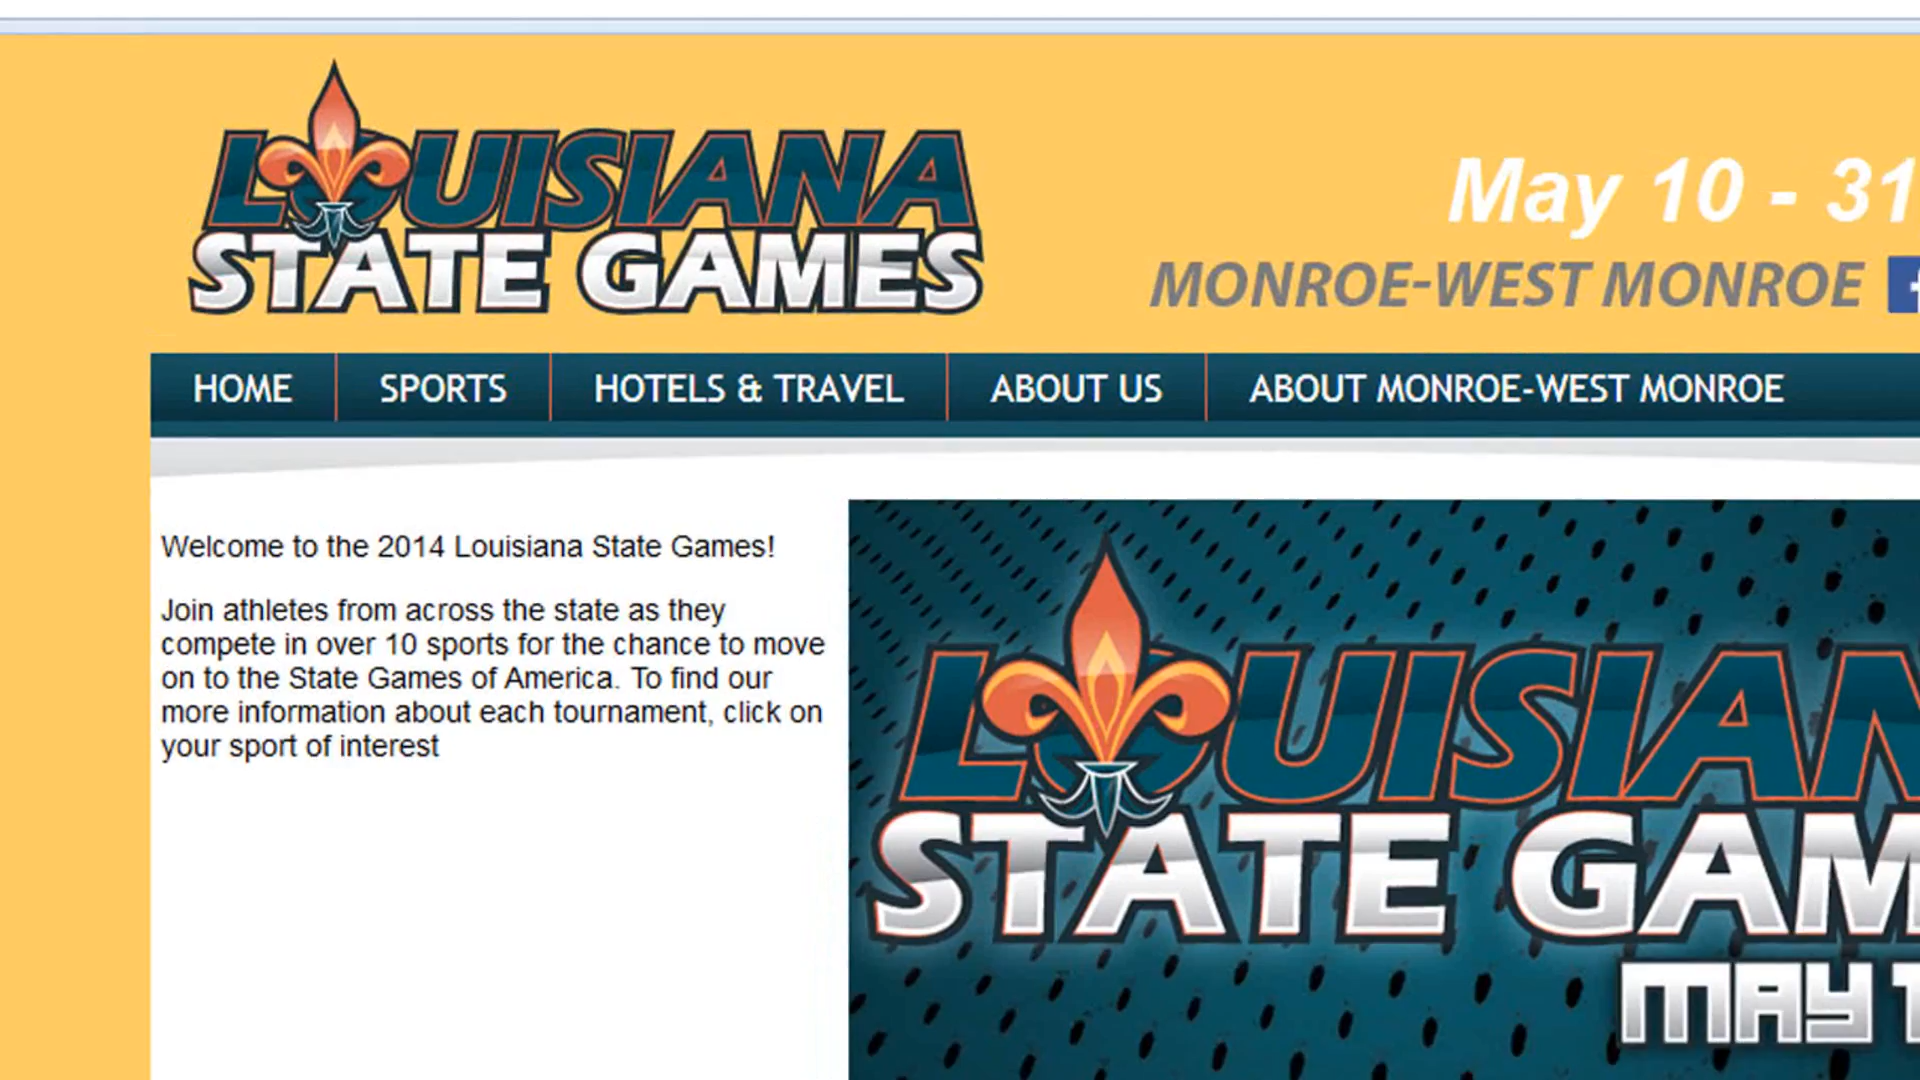 LOUISIANA
STATE GAMES
May 10 - 31
MONROE-WEST MONROE
HOME SPORTS HOTELS & TRAVEL ABOUT US ABOUT MONROE-WEST MONROE
Welcome to the 2014 Louisiana State Games!
Join athletes from across the state as they
compete in over 10 sports for the chance to move
on to the State Games of America. To find our
more information about each tournament, click on
your sport of interest
LOUISIAN
STATE GAM
MAY 1